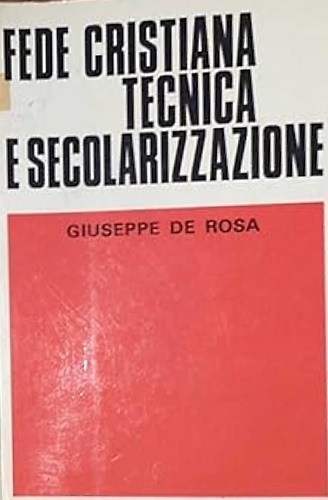 FEDE CRISTIANA
TECNICA
E SECOLARIZZAZIONE
GIUSEPPE DE ROSA